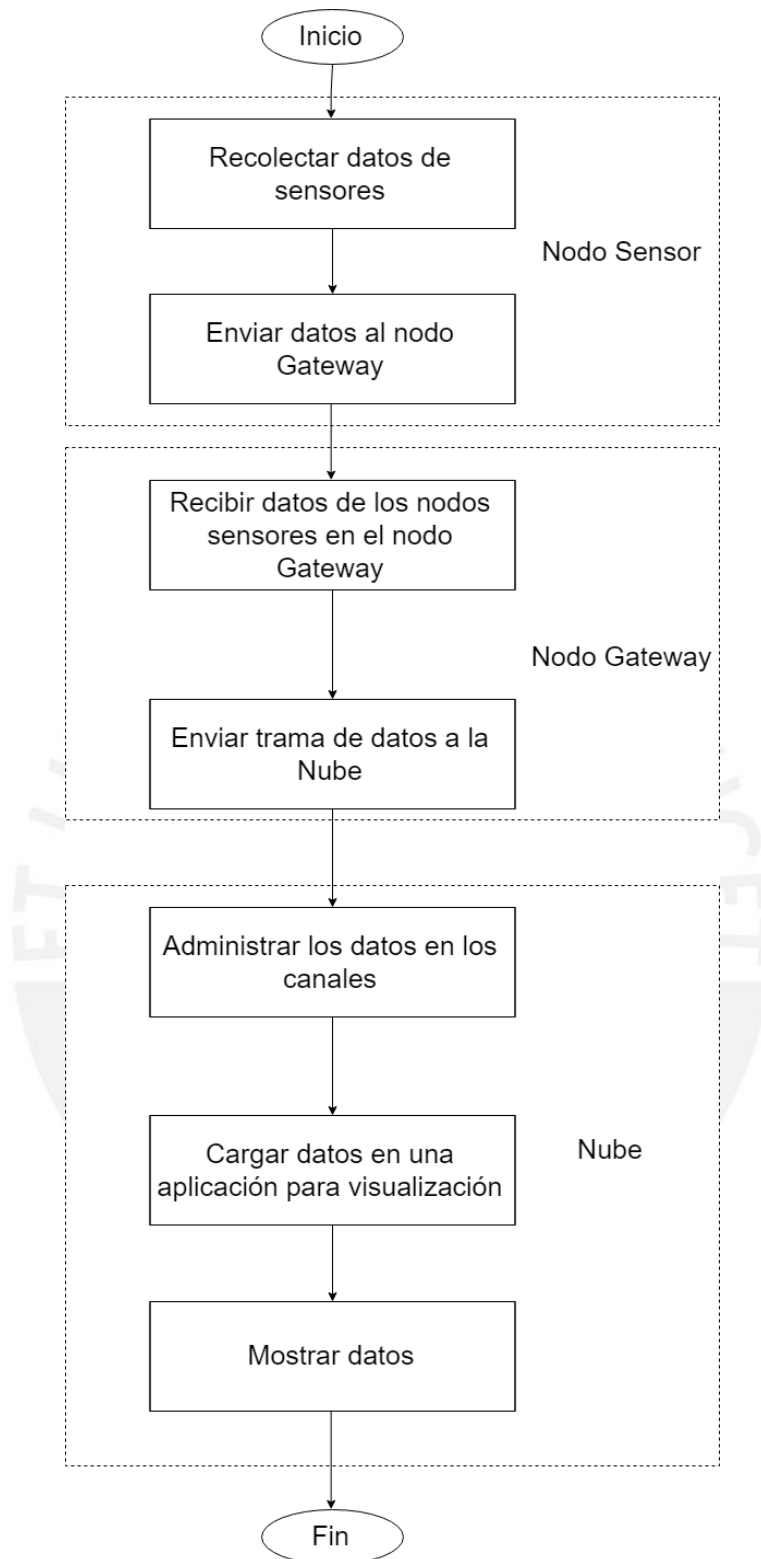 Inicio
Recolectar datos de
sensores
Nodo Sensor
Enviar datos al nodo
Gateway
Recibir datos de los nodos
sensores en el nodo
Gateway
Nodo Gateway
Enviar trama de datos a la
Nube
Administrar los datos en los
canales
Cargar datos en una
aplicación para visualización
Nube
Mostrar datos
Fin